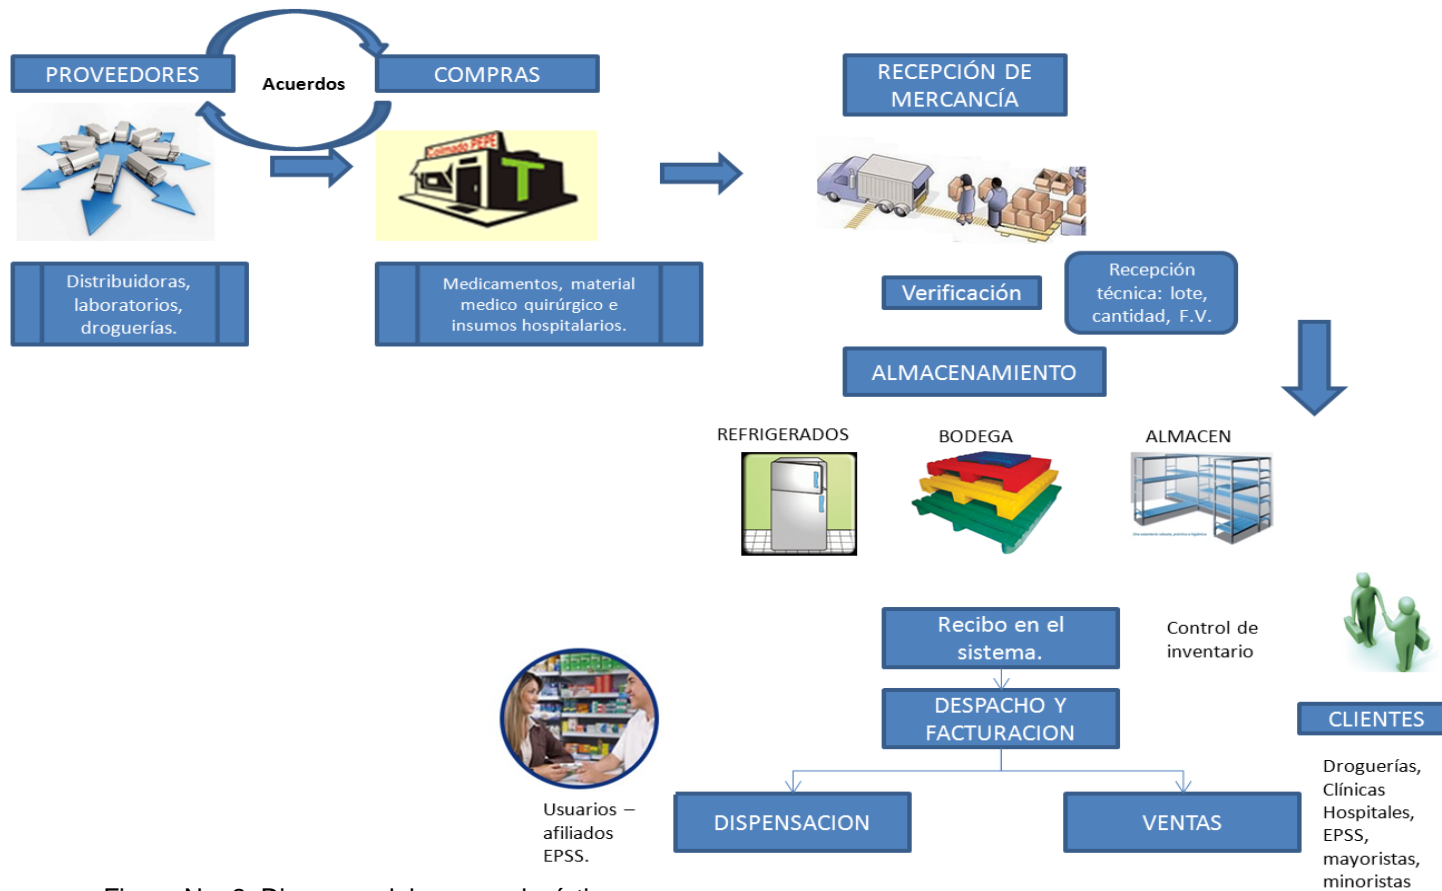 PROVEEDORES
Acuerdos
COMPRAS
Colmado PEPE
T
Distribuidoras,
laboratorios,
droguerías.
Medicamentos, material
medico quirúrgico e
insumos hospitalarios.
RECEPCIÓN DE
MERCANCÍA
Verificación
Recepción
técnica: lote,
cantidad, F.V.
ALMACENAMIENTO
REFRIGERADOS
BODEGA
ALMACEN
Recibo en el
sistema.
Control de
inventario
DESPACHO Y
FACTURACION
CLIENTES
Droguerías,
Clínicas
Hospitales,
EPSS,
mayoristas,
minoristas
Usuarios –
afiliados
EPSS.
DISPENSACION
VENTAS